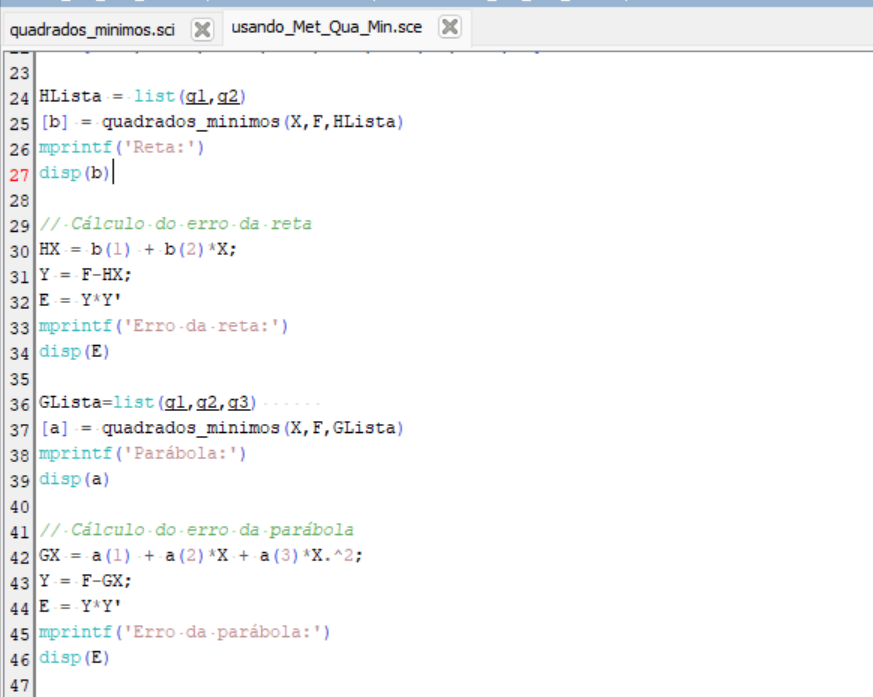 quadrados_minimos.sci usando_Met_Qua_Min.sce
23
24 HLista = list(g1,g2)
25 [b] = quadrados_minimos(X,F,HLista)
26 mprintf('Reta:')
27 disp(b)
28
29 // Cálculo do erro da reta
30 HX = b(1) + b(2)*X;
31 Y = F-HX;
32 E = Y*Y'
33 mprintf('Erro da reta:')
34 disp(E)
35
36 GLista=list(g1,g2,g3)
37 [a] = quadrados_minimos(X,F,GLista)
38 mprintf('Parábola:')
39 disp(a)
40
41 // Cálculo do erro da parábola
42 GX = a(1) + a(2)*X + a(3)*X.^2;
43 Y = F-GX;
44 E = Y*Y'
45 mprintf('Erro da parábola:')
46 disp(E)
47